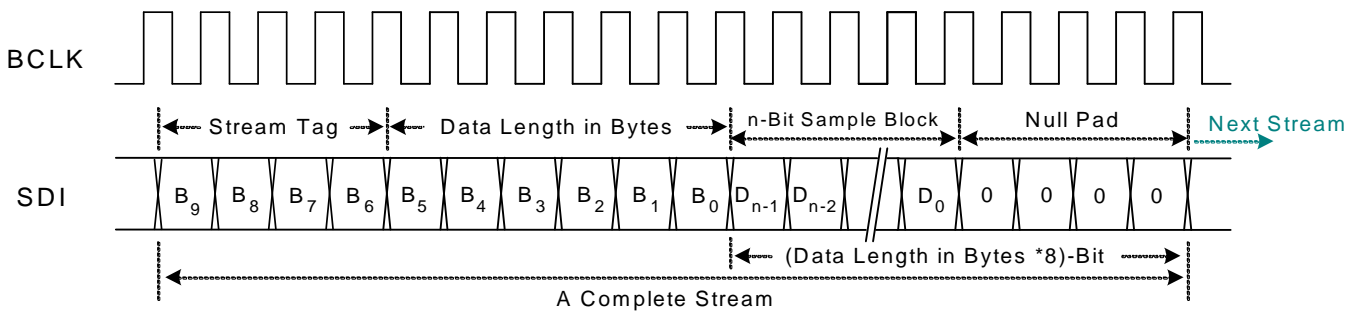 BCLK
Stream Tag
Data Length in Bytes
n-Bit Sample Block
Null Pad
Next Stream
SDI
B9 B8 B7 B6 B5 B4 B3 B2 B1 B0 Dn-1 Dn-2 D0 0 0 0 0
(Data Length in Bytes *8)-Bit
A Complete Stream